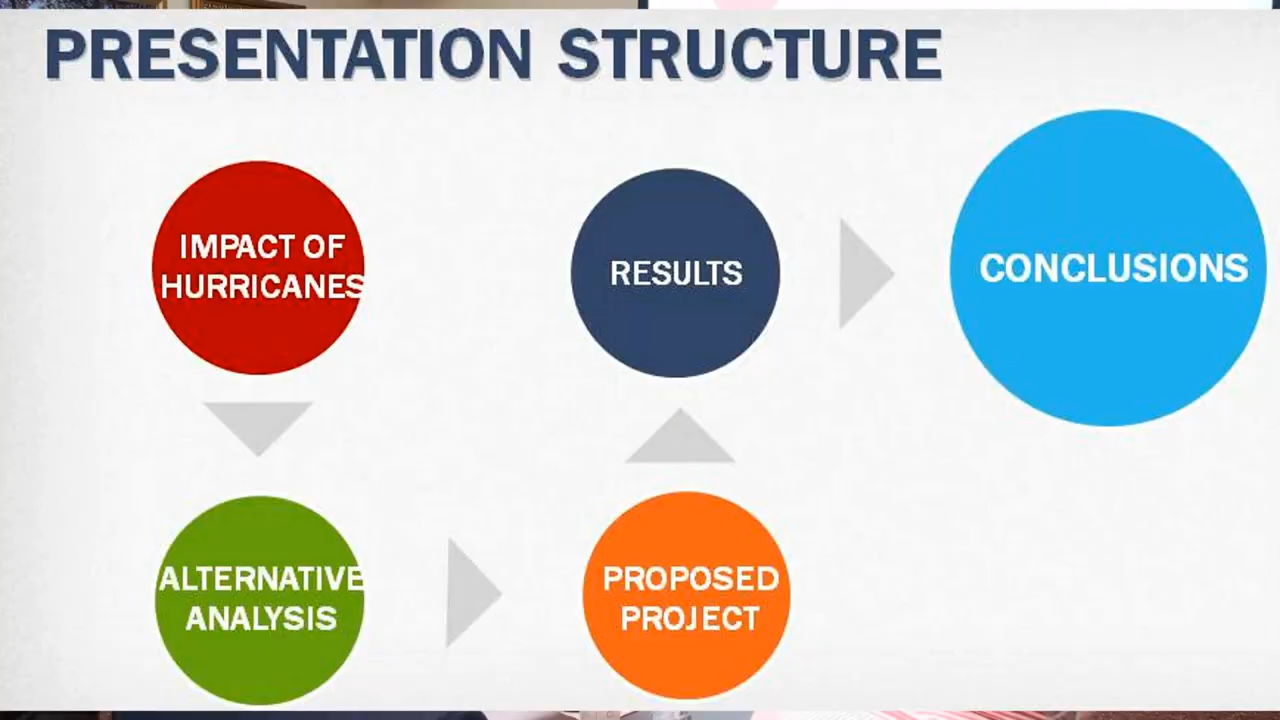 PRESENTATION STRUCTURE
IMPACT OF
HURRICANES
ALTERNATIVE
ANALYSIS
PROPOSED
PROJECT
RESULTS
CONCLUSIONS